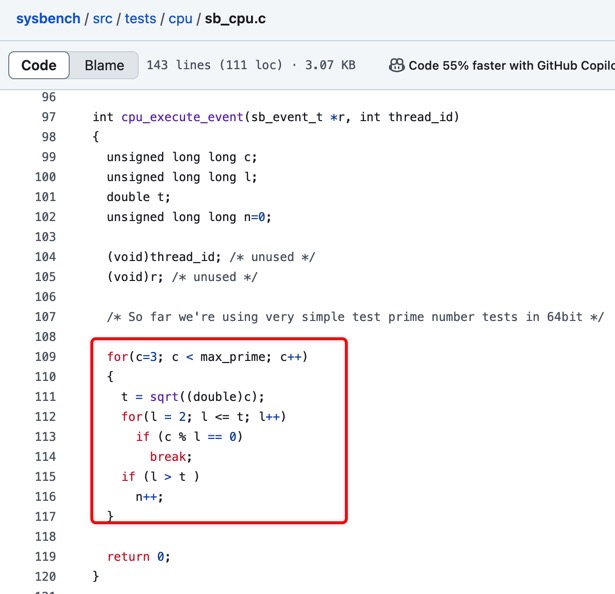 sysbench / src / tests / cpu / sb_cpu.c
Code Blame 143 lines (111 loc) · 3.07 KB Code 55% faster with GitHub
96
97 int cpu_execute_event(sb_event_t *r, int thread_id)
98 {
99 unsigned long long c;
100 unsigned long long l;
101 double t;
102 unsigned long long n=0;
103
104 (void)thread_id; /* unused */
105 (void)r; /* unused */
106
107 /* So far we're using very simple test prime number tests in 64bit */
108
109 for(c=3; c < max_prime; c++)
110 {
111 t = sqrt((double)c);
112 for(l = 2; l <= t; l++)
113 if (c % l == 0)
114 break;
115 if (l > t )
116 n++;
117 }
118
119 return 0;
120 }